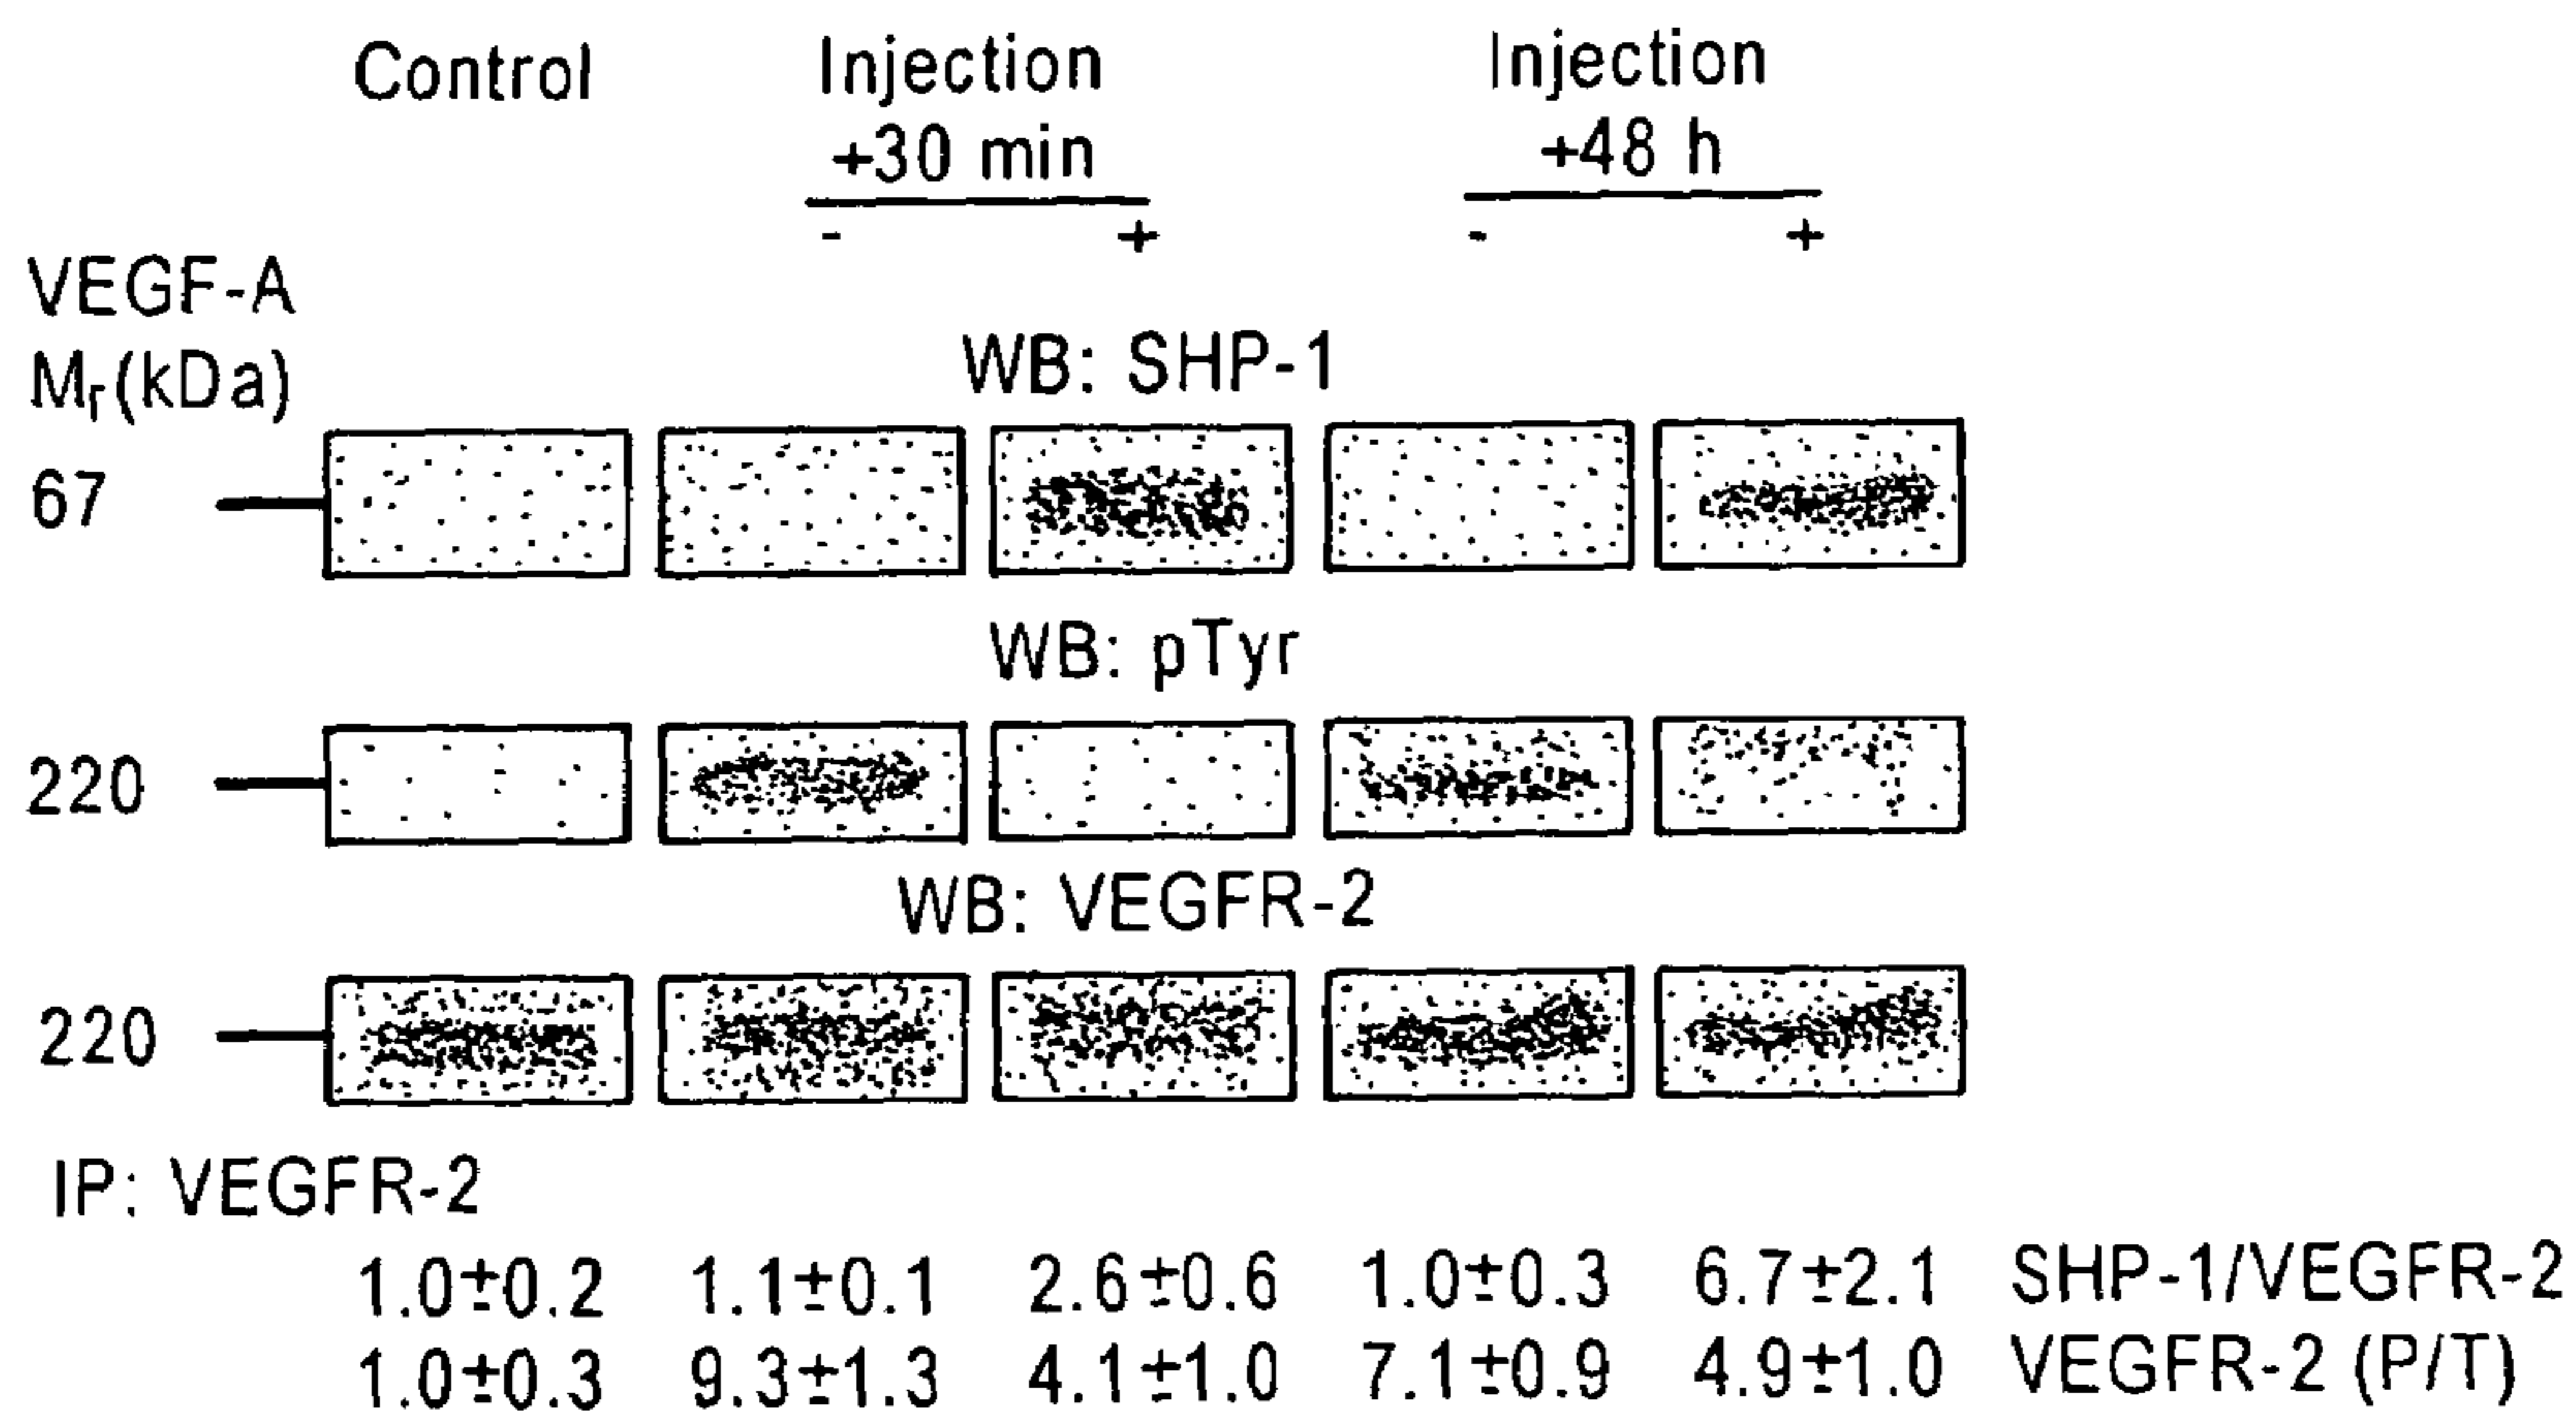 Control Injection Injection
+30 min +48 h
- + - +
VEGF-A
Mr(kDa)
WB: SHP-1
67
WB: pTyr
220
WB: VEGFR-2
220
IP: VEGFR-2
1.0±0.2 1.1±0.1 2.6±0.6 1.0±0.3 6.7±2.1 SHP-1/VEGFR-2
1.0±0.3 9.3±1.3 4.1±1.0 7.1±0.9 4.9±1.0 VEGFR-2 (P/T)